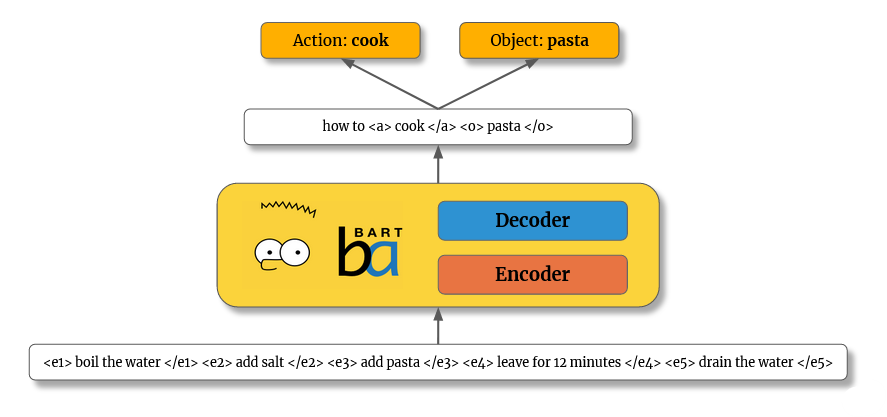 Action: cook
Object: pasta
how to <a> cook </a> <o> pasta </o>
BART
ba
Decoder
Encoder
<e1> boil the water </e1> <e2> add salt </e2> <e3> add pasta </e3> <e4> leave for 12 minutes </e4> <e5> drain the water </e5>